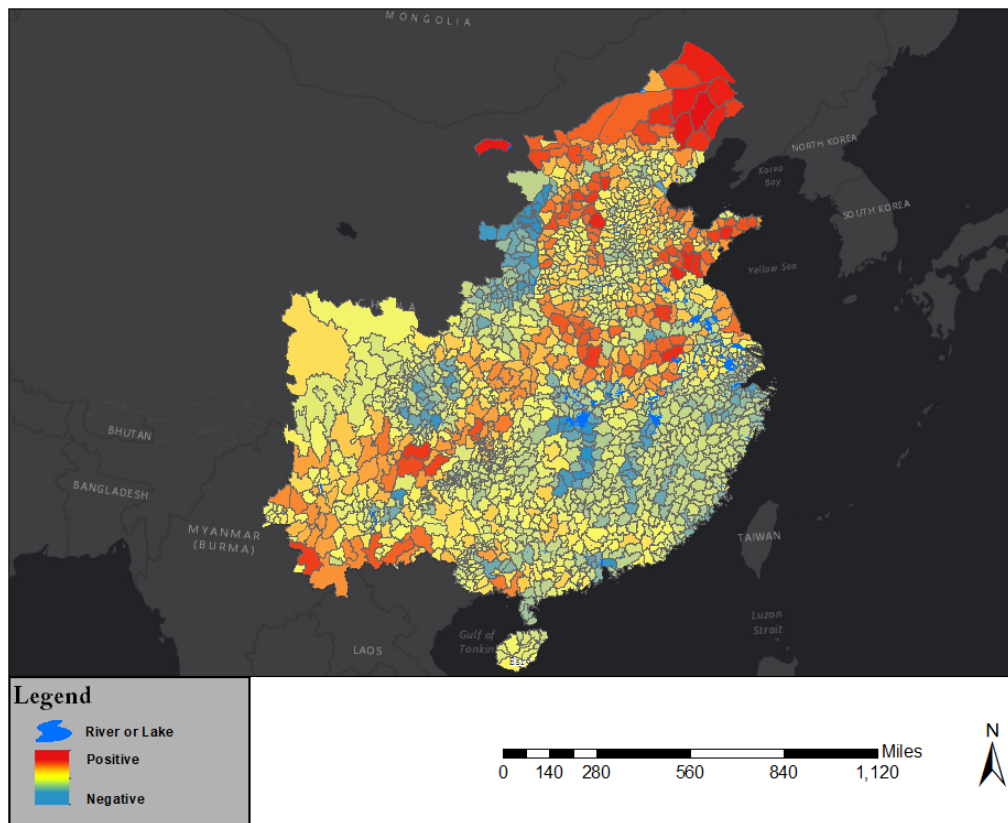 MONGOLIA
NORTH KOREA
Korea
Bay
SOUTH KOREA
Yellow Sea
BHUTAN
BANGLADESH
MYANMAR
(BURMA)
TAIWAN
Luzon
Strait
Gulf of
Tonkin
LAOS
Legend
River or Lake
Positive
Negative
Miles
0 140 280 560 840 1,120
N